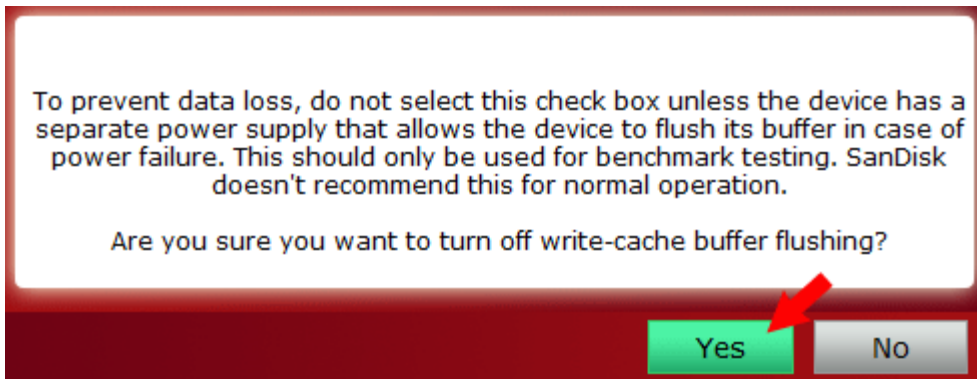 To prevent data loss, do not select this check box unless the device has a
separate power supply that allows the device to flush its buffer in case of
power failure. This should only be used for benchmark testing. SanDisk
doesn't recommend this for normal operation.
Are you sure you want to turn off write-cache buffer flushing?
Yes No